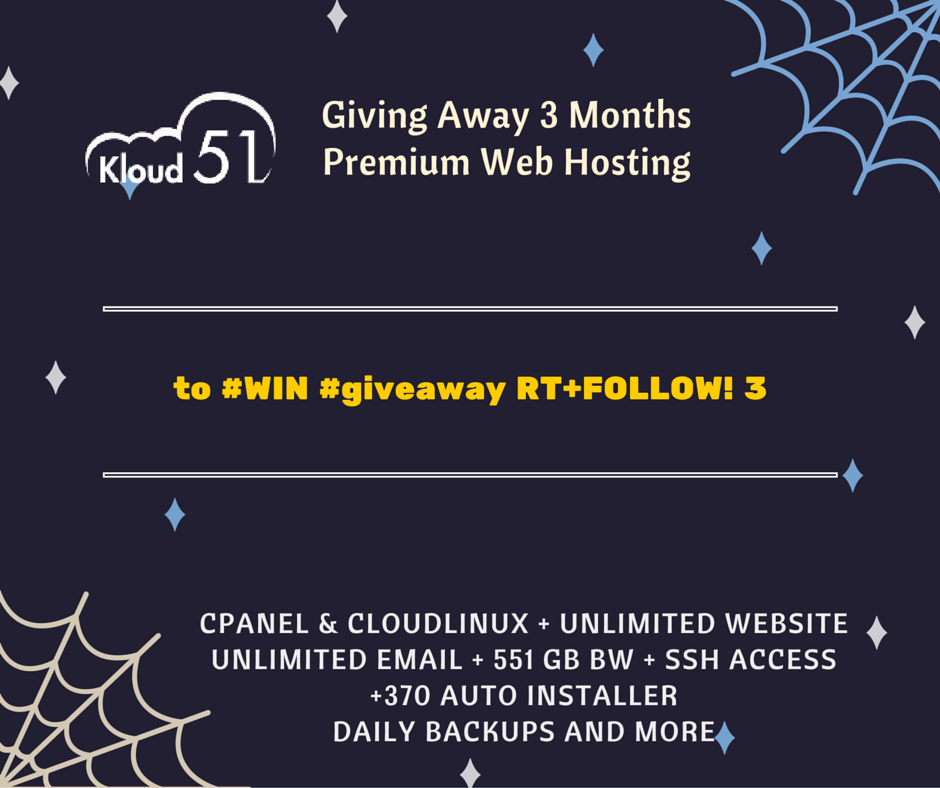 Kloud 51
Giving Away 3 Months
Premium Web Hosting
to #WIN #giveaway RT+FOLLOW! 3
CPANEL & CLOUDLINUX + UNLIMITED WEBSITE
UNLIMITED EMAIL + 551 GB BW + SSH ACCESS
+370 AUTO INSTALLER
DAILY BACKUPS AND MORE